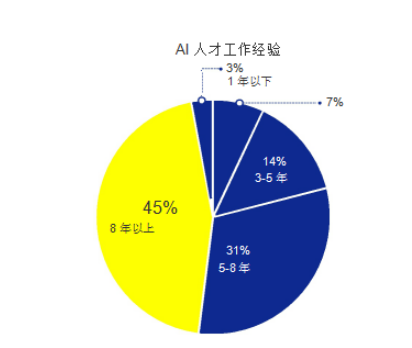 AI 人才工作经验
3%
1 年以下
7%
14%
3-5 年
45%
8 年以上
31%
5-8 年